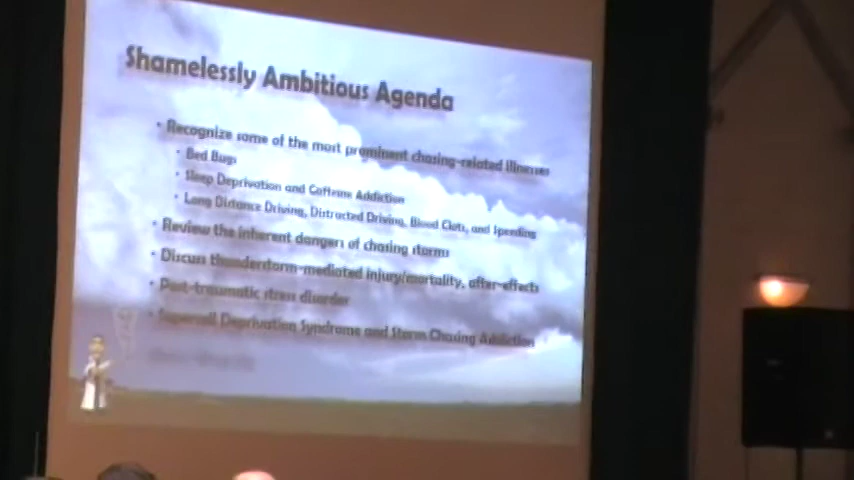 Shamelessly Ambitious Agenda
• Recognize some of the most prominent chasing-related illnesses
• Bed Bugs
• Sleep Deprivation and Caffeine Addiction
• Long Distance Driving, Distracted Driving, Blood Clots, and Speeding
• Review the inherent dangers of chasing storms
• Discuss thunderstorm-mediated injury/mortality, after-effects
• Post-traumatic stress disorder
• Supercell Deprivation Syndrome and Storm Chasing Addiction